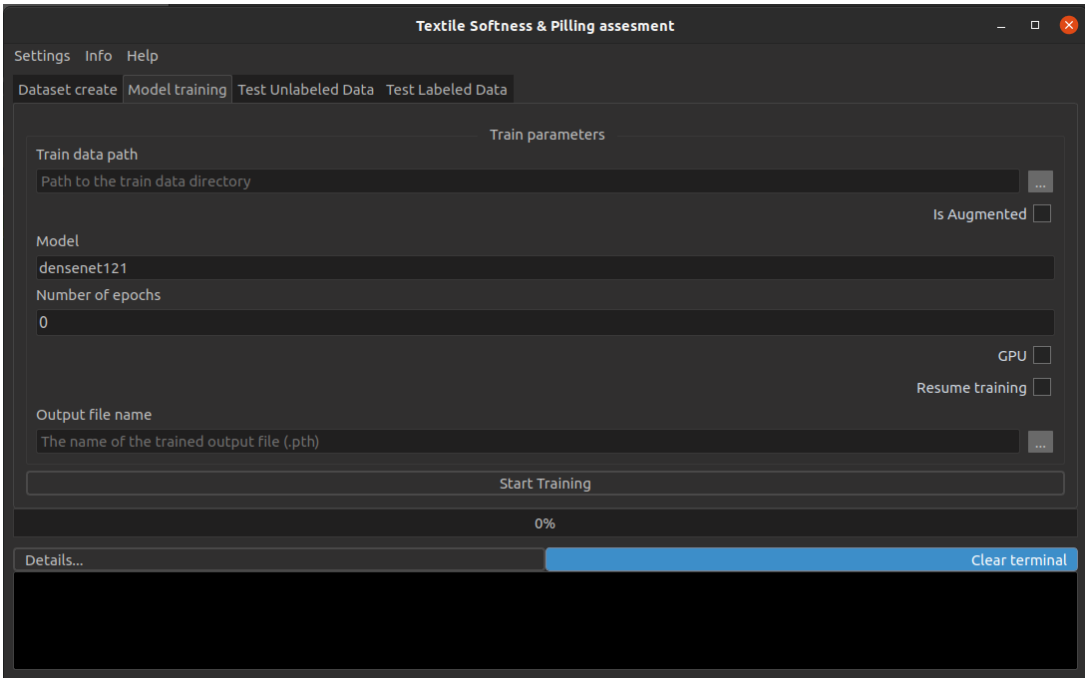 Textile Softness & Pilling assesment
Settings Info Help
Dataset create Model training Test Unlabeled Data Test Labeled Data
Train parameters
Train data path
Path to the train data directory ...
Is Augmented
Model
densenet121
Number of epochs
0
GPU
Resume training
Output file name
The name of the trained output file (.pth) ...
Start Training
0%
Details... Clear terminal